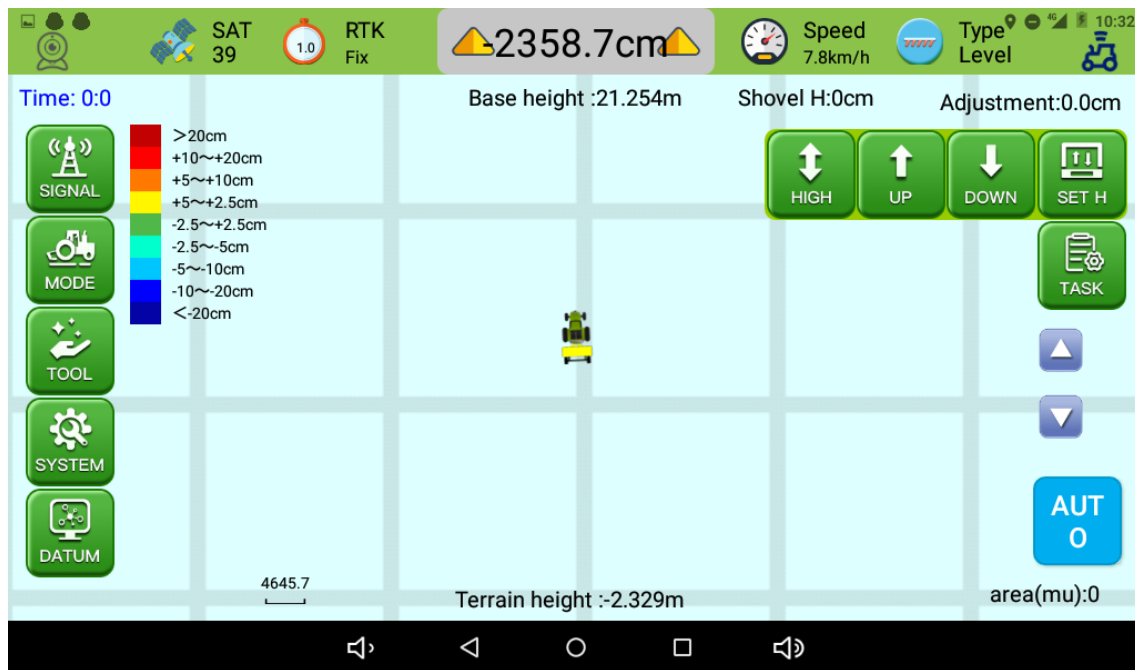 SAT
39
1.0
RTK
Fix
-2358.7cm
Speed
7.8km/h
Type
Level
4G
10:32
Time: 0:0
Base height :21.254m
Shovel H:0cm
Adjustment:0.0cm
SIGNAL
MODE
TOOL
SYSTEM
DATUM
>20cm
+10~+20cm
+5~+10cm
+5~+2.5cm
-2.5~+2.5cm
-2.5~-5cm
-5~-10cm
-10~-20cm
<-20cm
HIGH
UP
DOWN
SET H
TASK
AUT
O
4645.7
Terrain height :-2.329m
area(mu):0